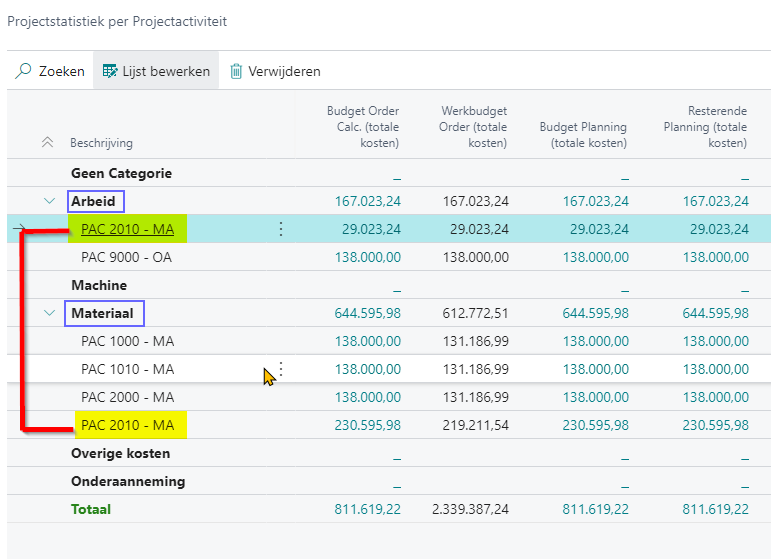 Projectstatistiek per Projectactiviteit
Zoeken Lijst bewerken Verwijderen
Budget Order Werkbudget Resterende
Calc. (totale Order (totale Budget Planning Planning (totale
Beschrijving kosten) kosten) (totale kosten) kosten)
Geen Categorie _ _ _ _
Arbeid 167.023,24 167.023,24 167.023,24 167.023,24
PAC 2010 - MA 29.023,24 29.023,24 29.023,24 29.023,24
PAC 9000 - OA 138.000,00 138.000,00 138.000,00 138.000,00
Machine _ _ _ _
Materiaal 644.595,98 612.772,51 644.595,98 644.595,98
PAC 1000 - MA 138.000,00 131.186,99 138.000,00 138.000,00
PAC 1010 - MA 138.000,00 131.186,99 138.000,00 138.000,00
PAC 2000 - MA 138.000,00 131.186,99 138.000,00 138.000,00
PAC 2010 - MA 230.595,98 219.211,54 230.595,98 230.595,98
Overige kosten _ _ _ _
Onderaanneming _ _ _ _
Totaal 811.619,22 2.339.387,24 811.619,22 811.619,22